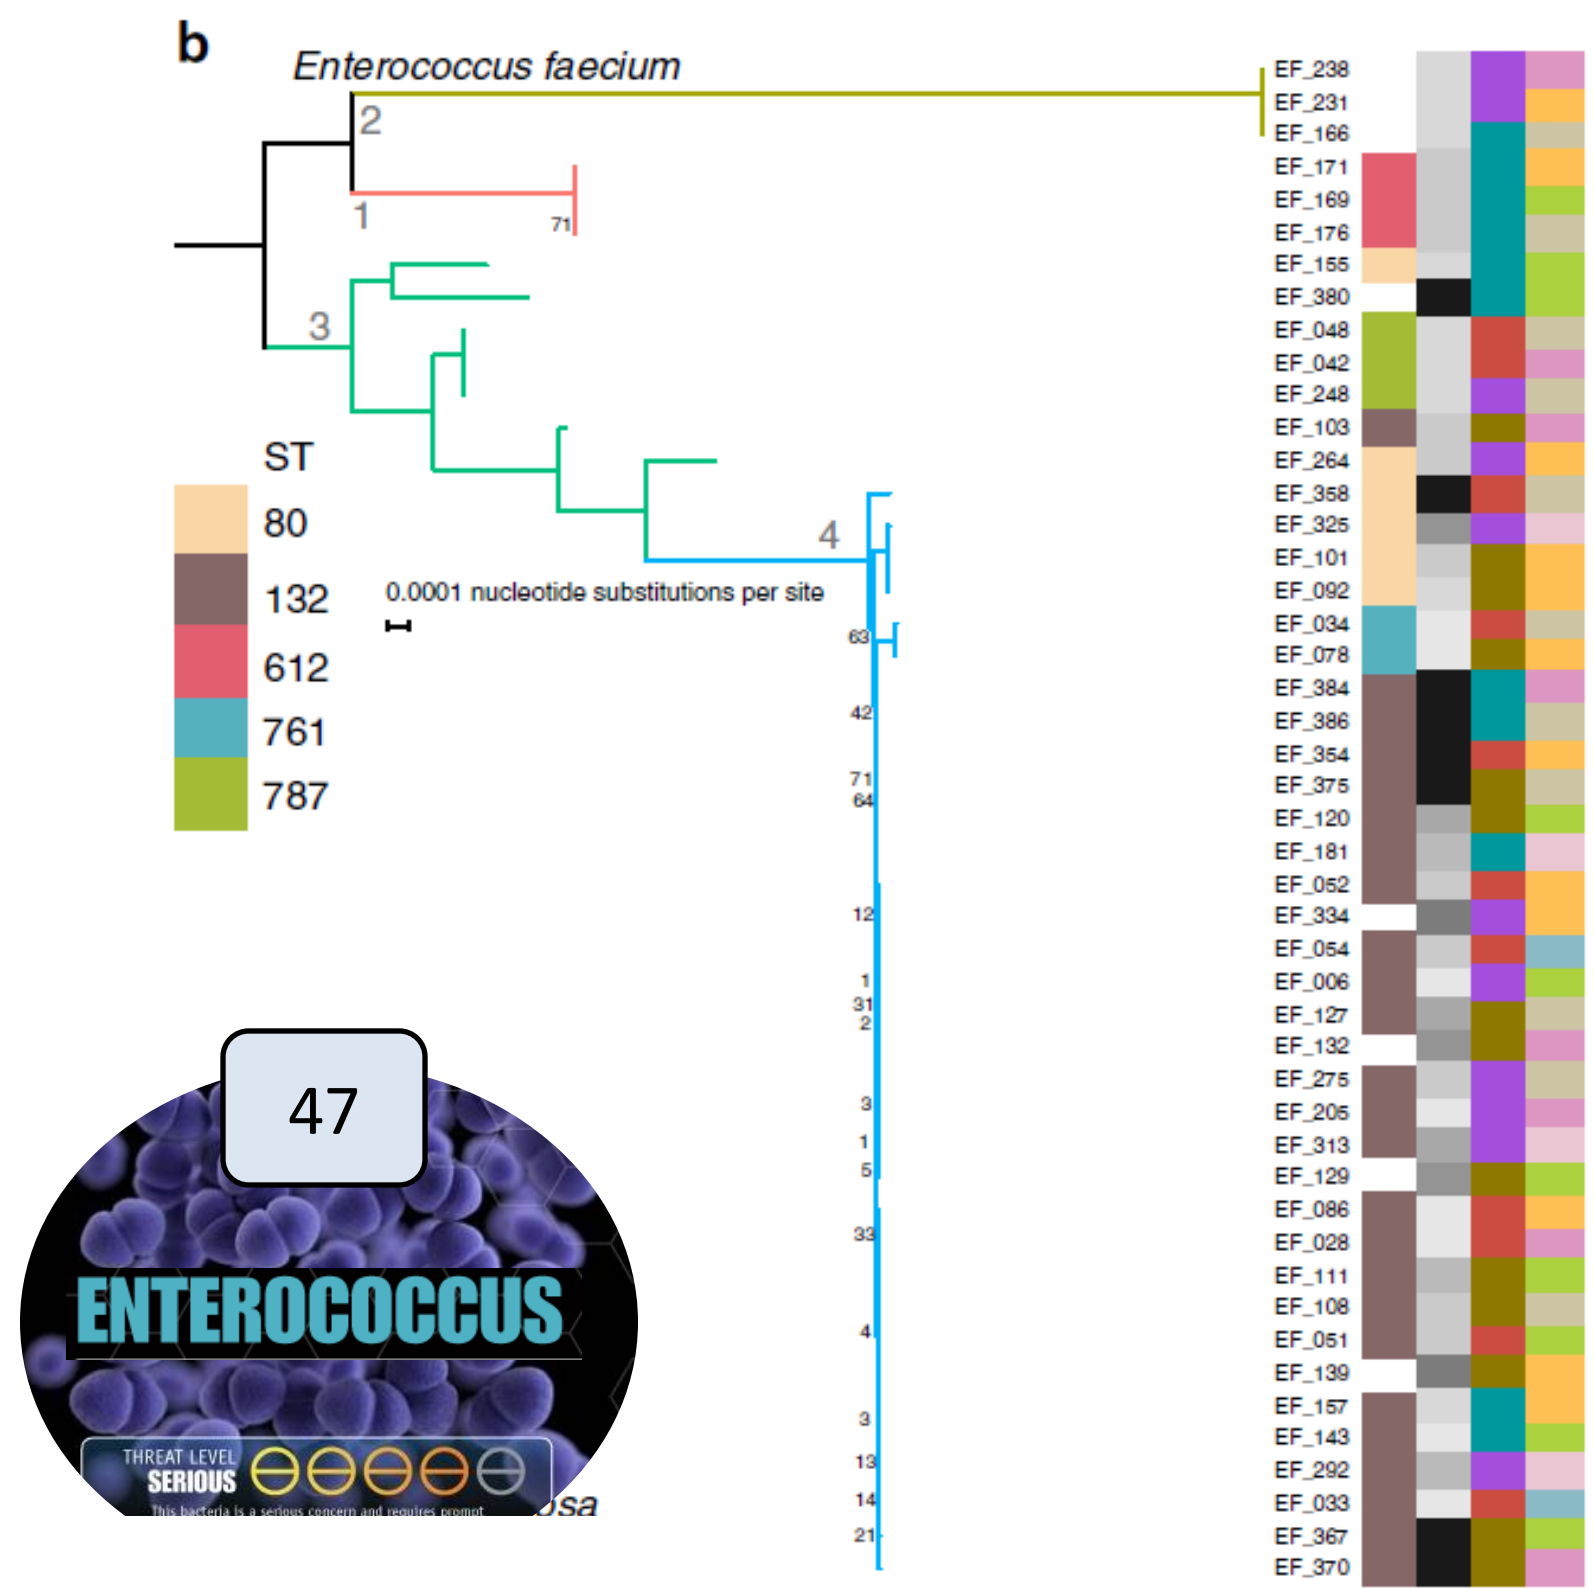 b
Enterococcus faecium
2
1
71
3
4
ST
80
132
612
761
787
0.0001 nucleotide substitutions per site
63
42
71
64
12
1
31
2
3
1
5
33
4
3
13
14
21
EF_238
EF_231
EF_166
EF_171
EF_169
EF_176
EF_155
EF_380
EF_048
EF_042
EF_248
EF_103
EF_264
EF_358
EF_325
EF_101
EF_092
EF_034
EF_078
EF_384
EF_386
EF_354
EF_375
EF_120
EF_181
EF_052
EF_334
EF_054
EF_006
EF_127
EF_132
EF_275
EF_205
EF_313
EF_129
EF_086
EF_028
EF_111
EF_108
EF_051
EF_139
EF_157
EF_143
EF_292
EF_033
EF_367
EF_370
47
ENTEROCOCCUS
THREAT LEVEL
SERIOUS
This bacteria is a serious concern and requires prompt
osa